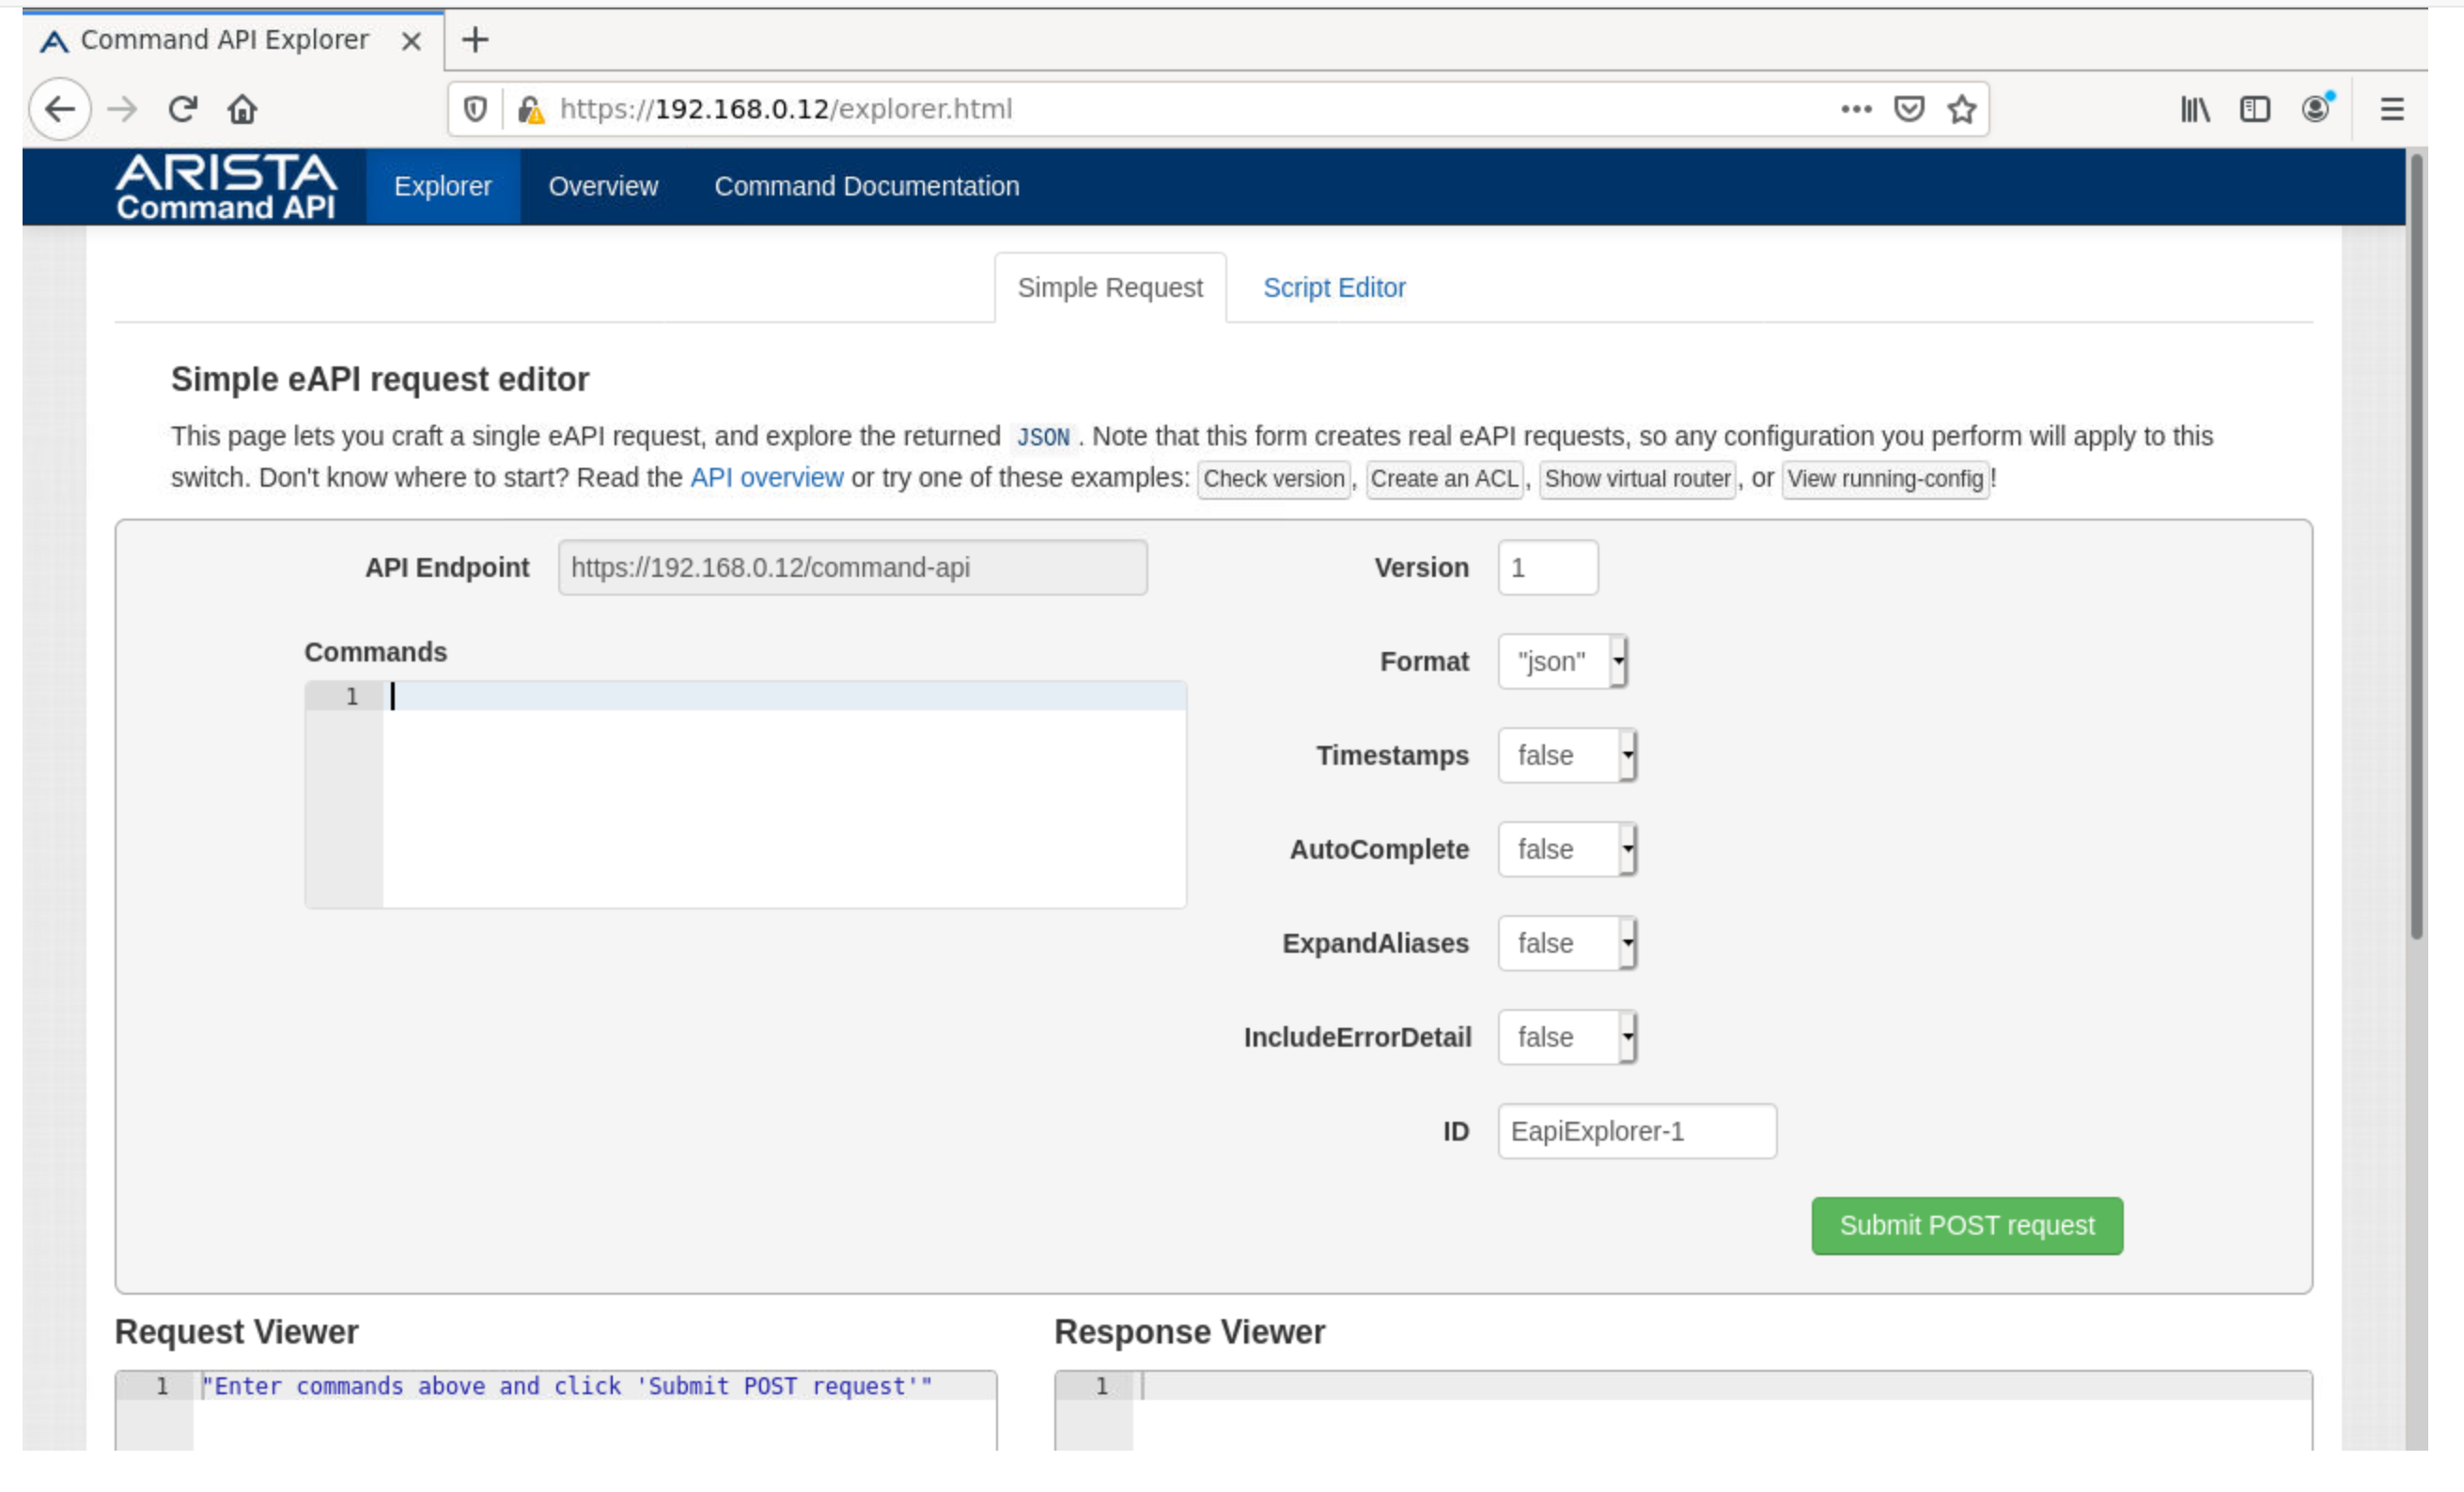 Command API Explorer
https://192.168.0.12/explorer.html
ARISTA
Command API
Explorer Overview Command Documentation
Simple Request Script Editor
Simple eAPI request editor
This page lets you craft a single eAPI request, and explore the returned JSON . Note that this form creates real eAPI requests, so any configuration you perform will apply to this
switch. Don't know where to start? Read the API overview or try one of these examples: Check version, Create an ACL, Show virtual router, or View running-config!
API Endpoint https://192.168.0.12/command-api Version 1
Commands
1
Format "json"
Timestamps false
AutoComplete false
ExpandAliases false
IncludeErrorDetail false
ID EapiExplorer-1
Submit POST request
Request Viewer Response Viewer
1 "Enter commands above and click 'Submit POST request'" 1